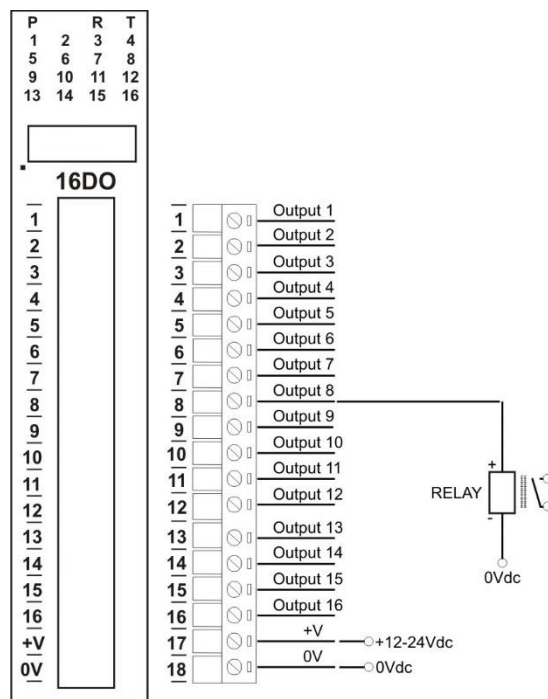 P R T
1 2 3 4
5 6 7 8
9 10 11 12
13 14 15 16
16DO
1
2
3
4
5
6
7
8
9
10
11
12
13
14
15
16
+V
0V
1 Output 1
2 Output 2
3 Output 3
4 Output 4
5 Output 5
6 Output 6
7 Output 7
8 Output 8
9 Output 9
10 Output 10
11 Output 11
12 Output 12
13 Output 13
14 Output 14
15 Output 15
16 Output 16
17 +V +12-24Vdc
18 0V 0Vdc
+
RELAY
-
0Vdc